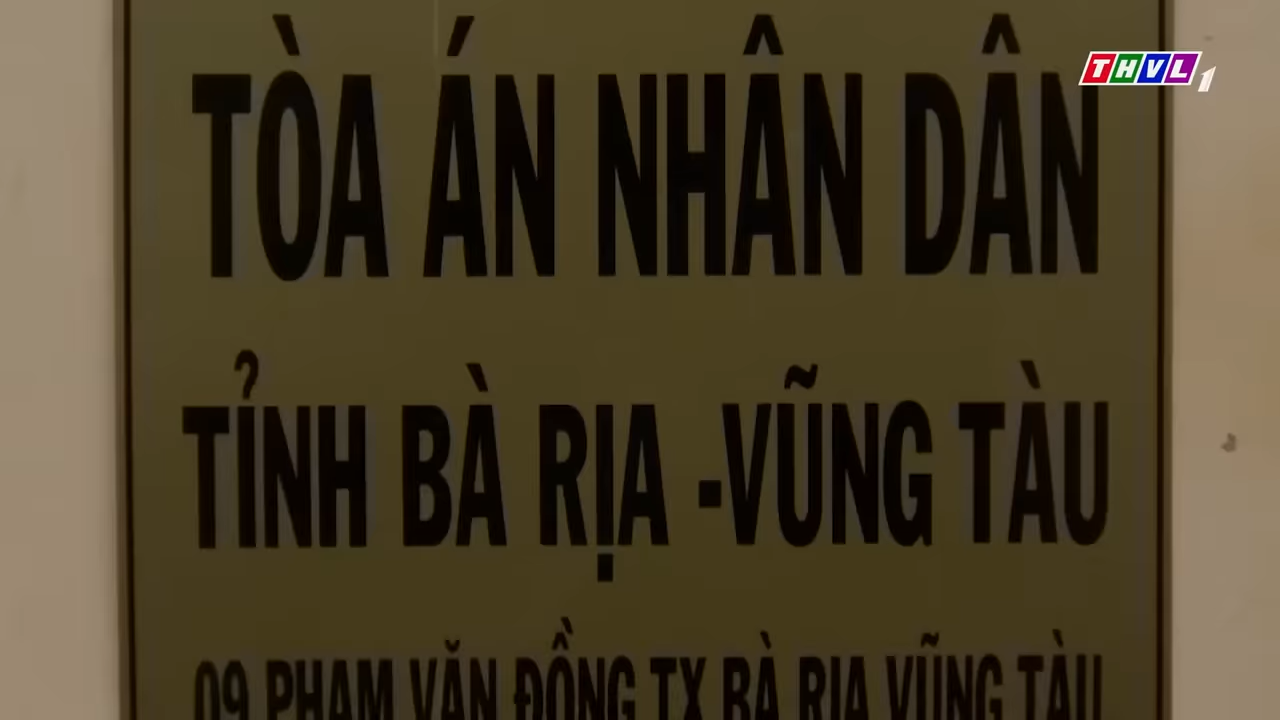 THVL1
TÒA ÁN NHÂN DÂN
TỈNH BÀ RỊA -VŨNG TÀU
09 PHẠM VĂN ĐỒNG TX BÀ RỊA VŨNG TÀU